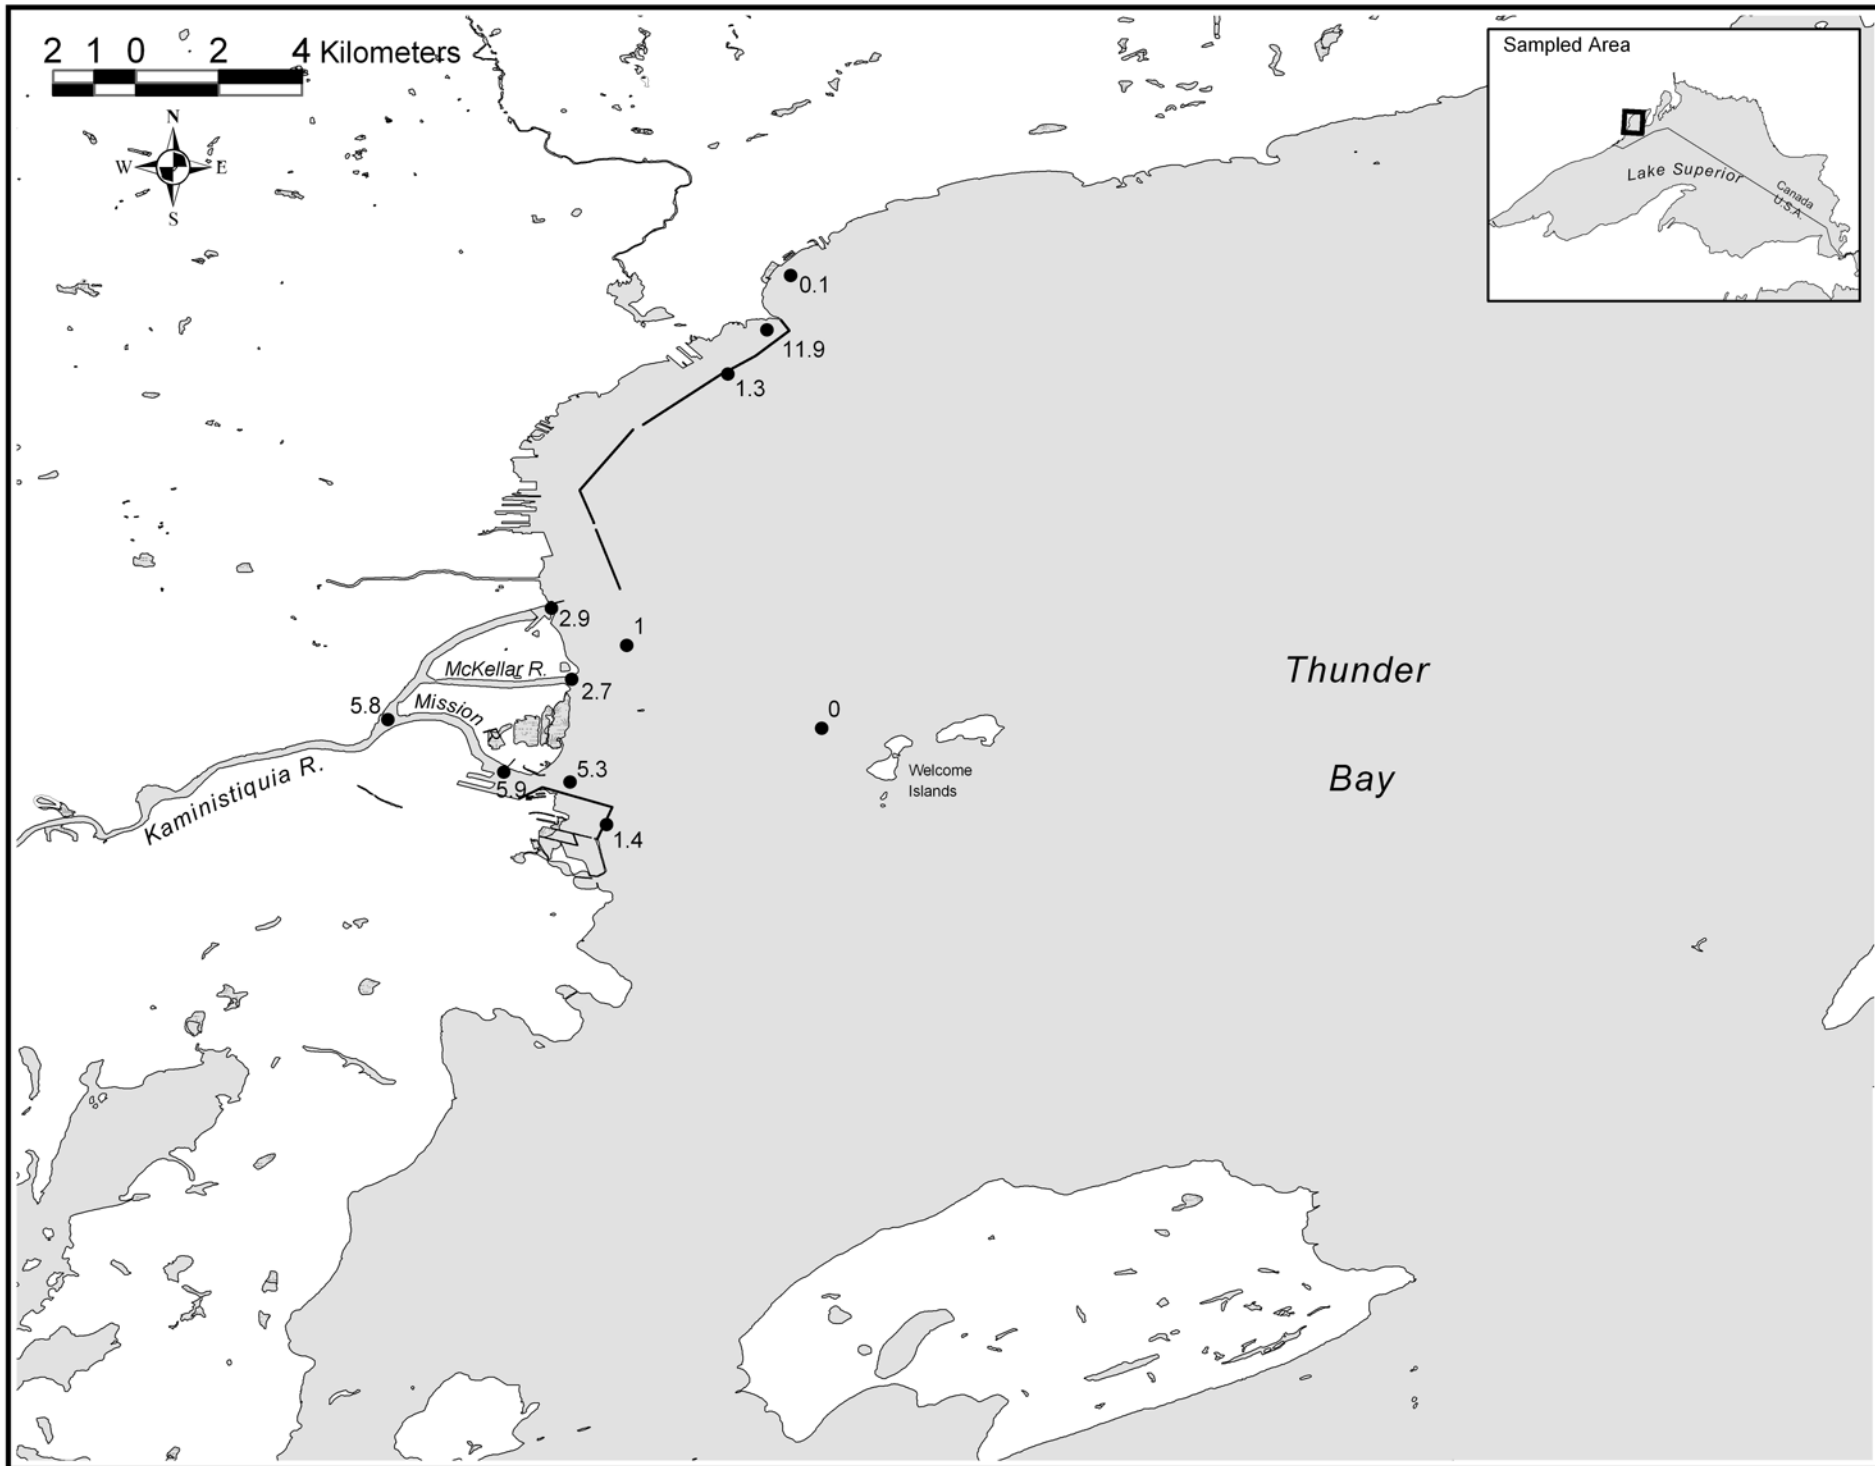 2 1 0 2 4 Kilometers
N
W E
S
Sampled Area
Lake Superior
Canada
U.S.A.
0.1
11.9
1.3
2.9
1
McKellar R.
2.7
5.8
Mission
R.
0
Thunder
Bay
Welcome
Islands
5.3
5.9
Kaministiquia R.
1.4